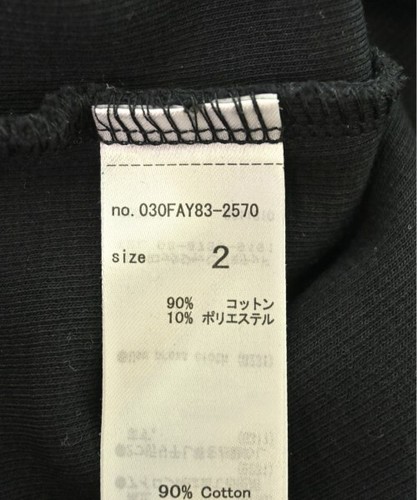 no. 030FAY83-2570
size 2
90% コットン
10% ポリエステル
90% Cotton